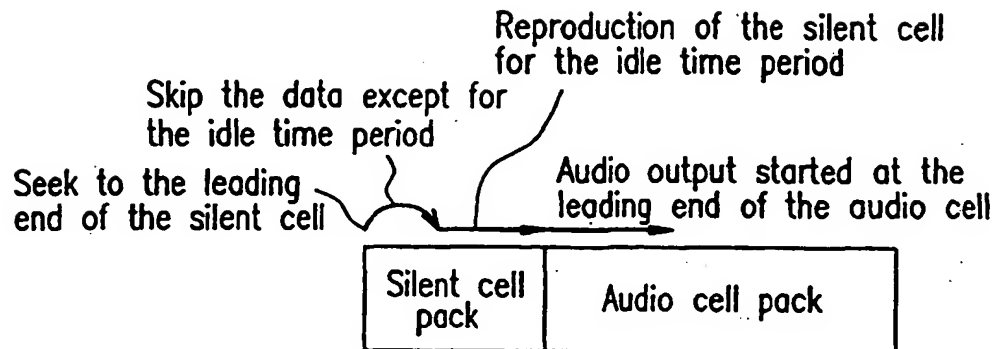 Reproduction of the silent cell
for the idle time period
Skip the data except for
the idle time period
Seek to the leading
end of the silent cell
Audio output started at the
leading end of the audio cell
Silent cell
pack
Audio cell pack